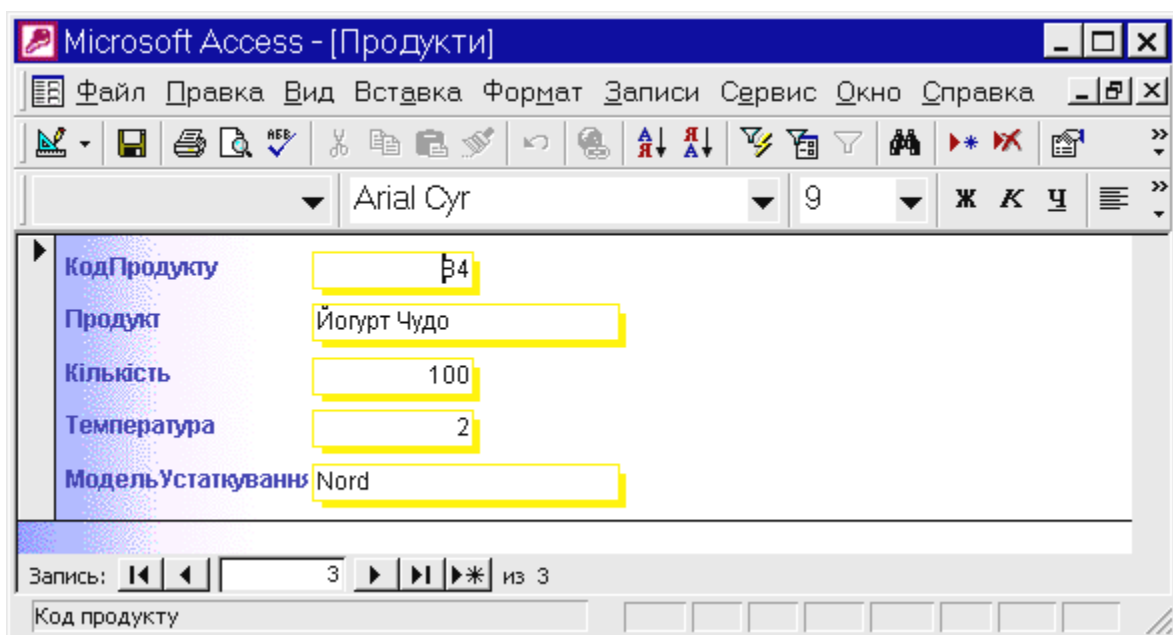 Microsoft Access - [Продукти]
Файл Правка Вид Вставка Формат Записи Сервис Окно Справка
Arial Cyr 9 Ж К Ч
КодПродукту 34
Продукт Йогурт Чудо
Кількість 100
Температура 2
МодельУстаткування Nord
Запись: 3 из 3
Код продукту